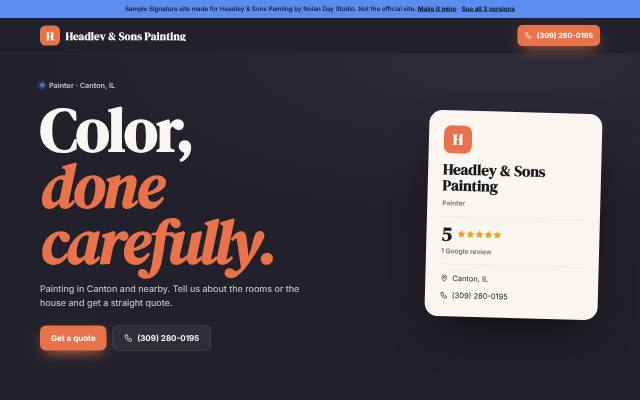 Sample Signature site made for Headley & Sons Painting by Nolan Day Studio. Not the official site. Make it mine · See all 3 versions
H Headley & Sons Painting
(309) 280-0195
Painter · Canton, IL
Color,
done
carefully.
Painting in Canton and nearby. Tell us about the rooms or the
house and get a straight quote.
Get a quote
(309) 280-0195
H
Headley & Sons
Painting
Painter
5
1 Google review
Canton, IL
(309) 280-0195